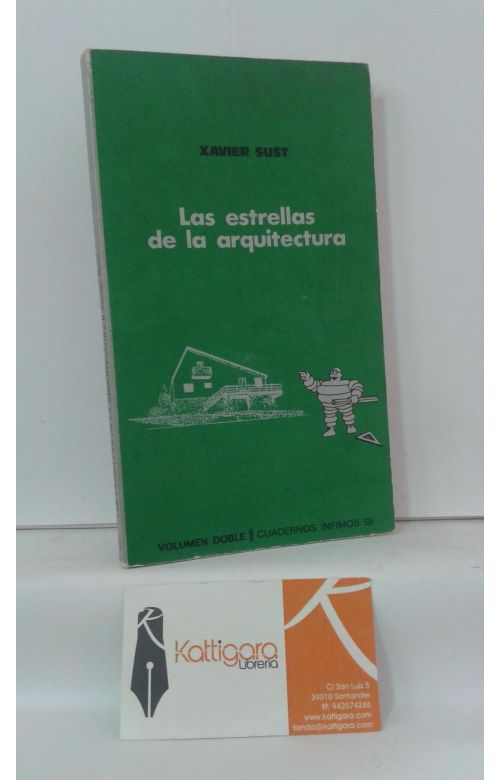 XAVIER SUST
Las estrellas
de la arquitectura
VOLUMEN DOBLE || CUADERNOS INFIMOS 58
R
Kattigara
Librería
C/ San Luis 5
39010 Santander
tlf: 942074286
www.kattigara.com
tenda@kattigara.com